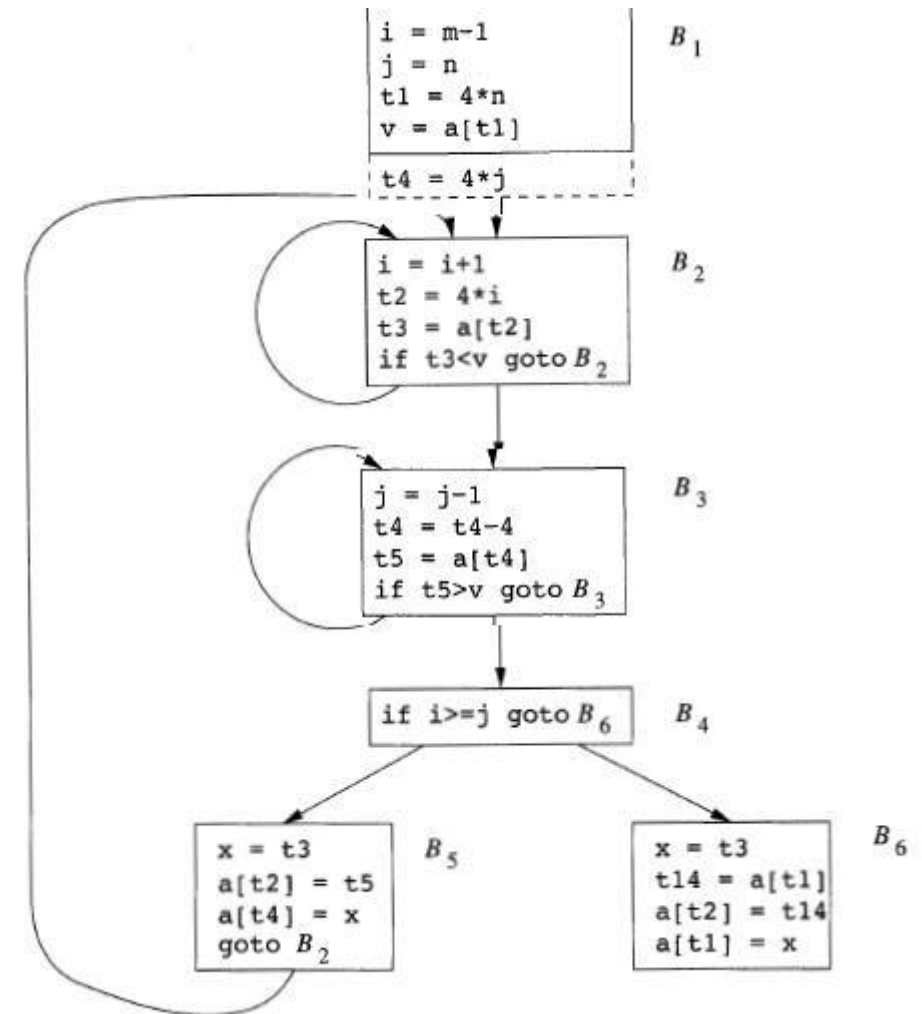 i = m-1
j = n
t1 = 4*n
v = a[t1]
B1
t4 = 4*j
i = i+1
t2 = 4*i
t3 = a[t2]
if t3<v goto B2
B2
j = j-1
t4 = t4-4
t5 = a[t4]
if t5>v goto B3
B3
if i>=j goto B6
B4
x = t3
a[t2] = t5
a[t4] = x
goto B2
B5
x = t3
t14 = a[t1]
a[t2] = t14
a[t1] = x
B6